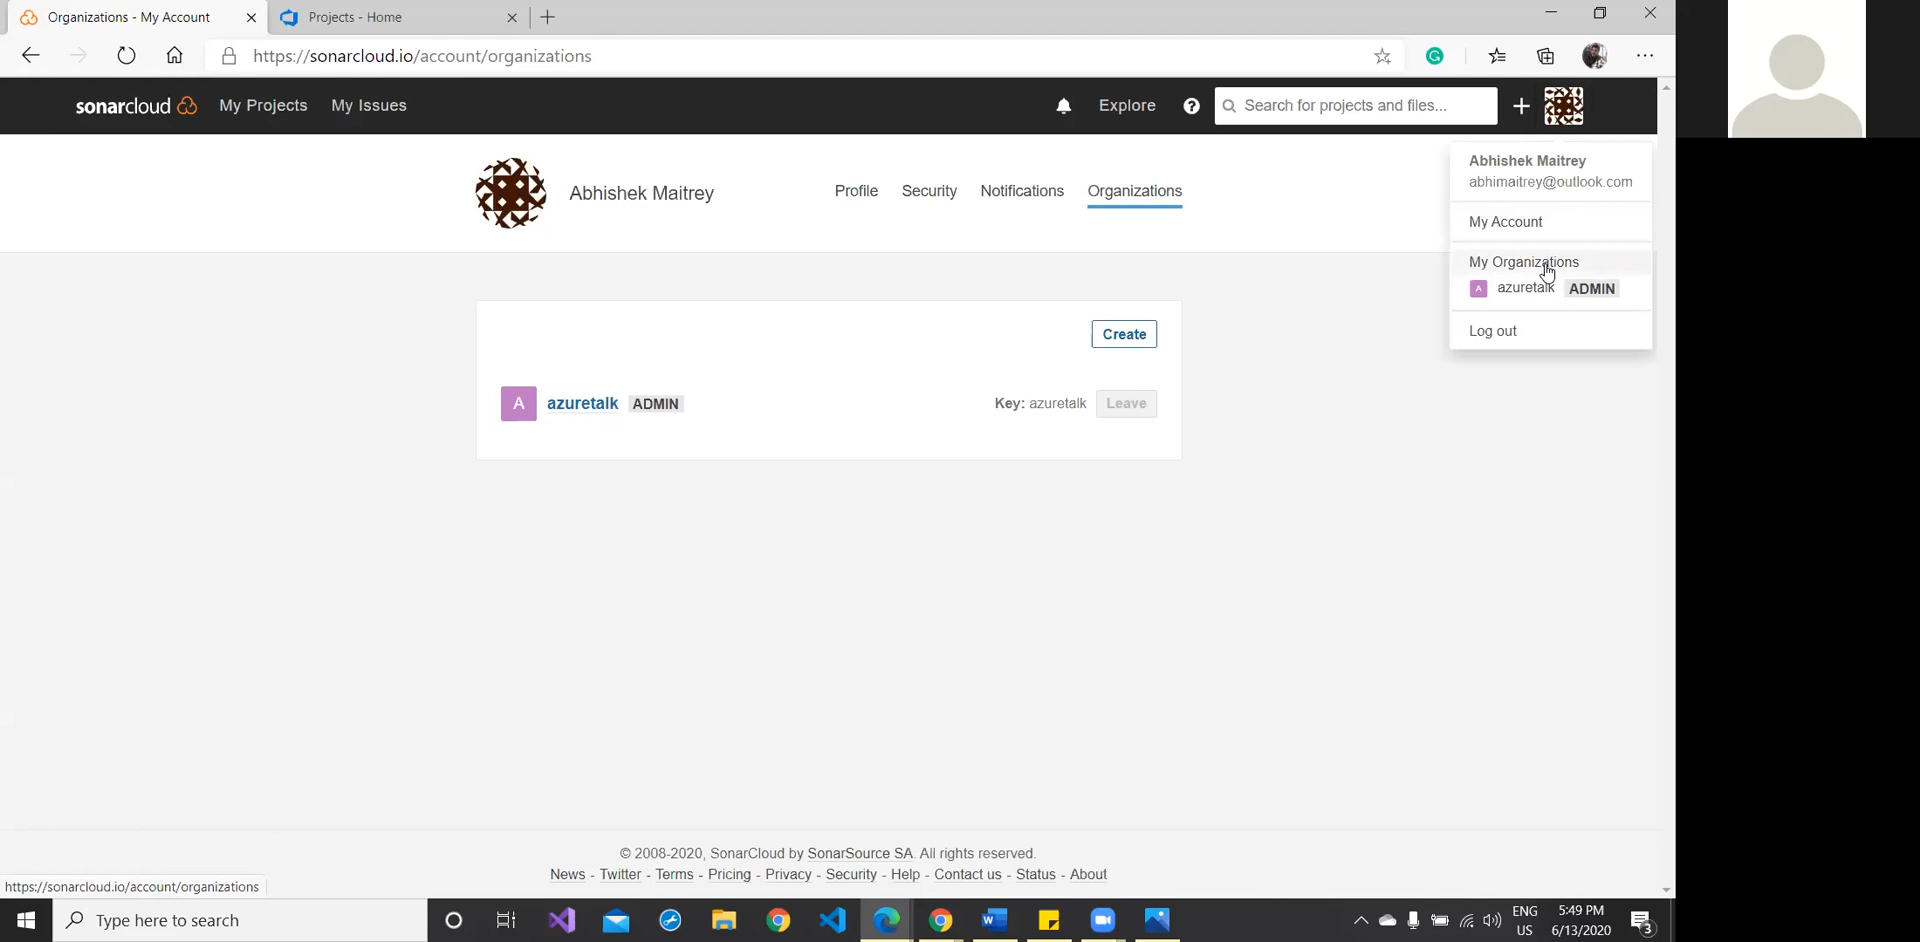 Organizations - My Account
Projects - Home
https://sonarcloud.io/account/organizations
sonarcloud My Projects My Issues
Explore Search for projects and files...
Abhishek Maitrey
Profile Security Notifications Organizations
Abhishek Maitrey
abhimaitrey@outlook.com
My Account
My Organizations
A azuretalk ADMIN
Log out
Create
A azuretalk ADMIN Key: azuretalk Leave
© 2008-2020, SonarCloud by SonarSource SA. All rights reserved.
News - Twitter - Terms - Pricing - Privacy - Security - Help - Contact us - Status - About
https://sonarcloud.io/account/organizations
Type here to search
ENG
US
5:49 PM
6/13/2020
3